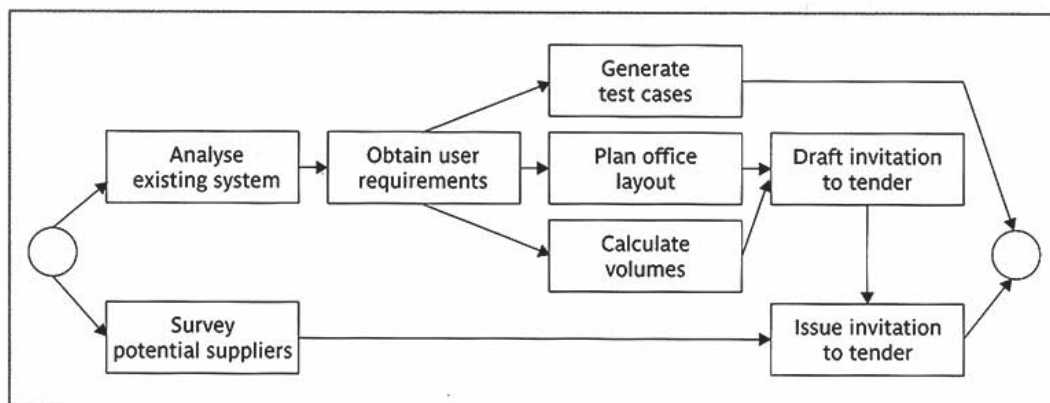 Generate
test cases
Analyse
existing system
Obtain user
requirements
Plan office
layout
Draft invitation
to tender
Calculate
volumes
Survey
potential suppliers
Issue invitation
to tender